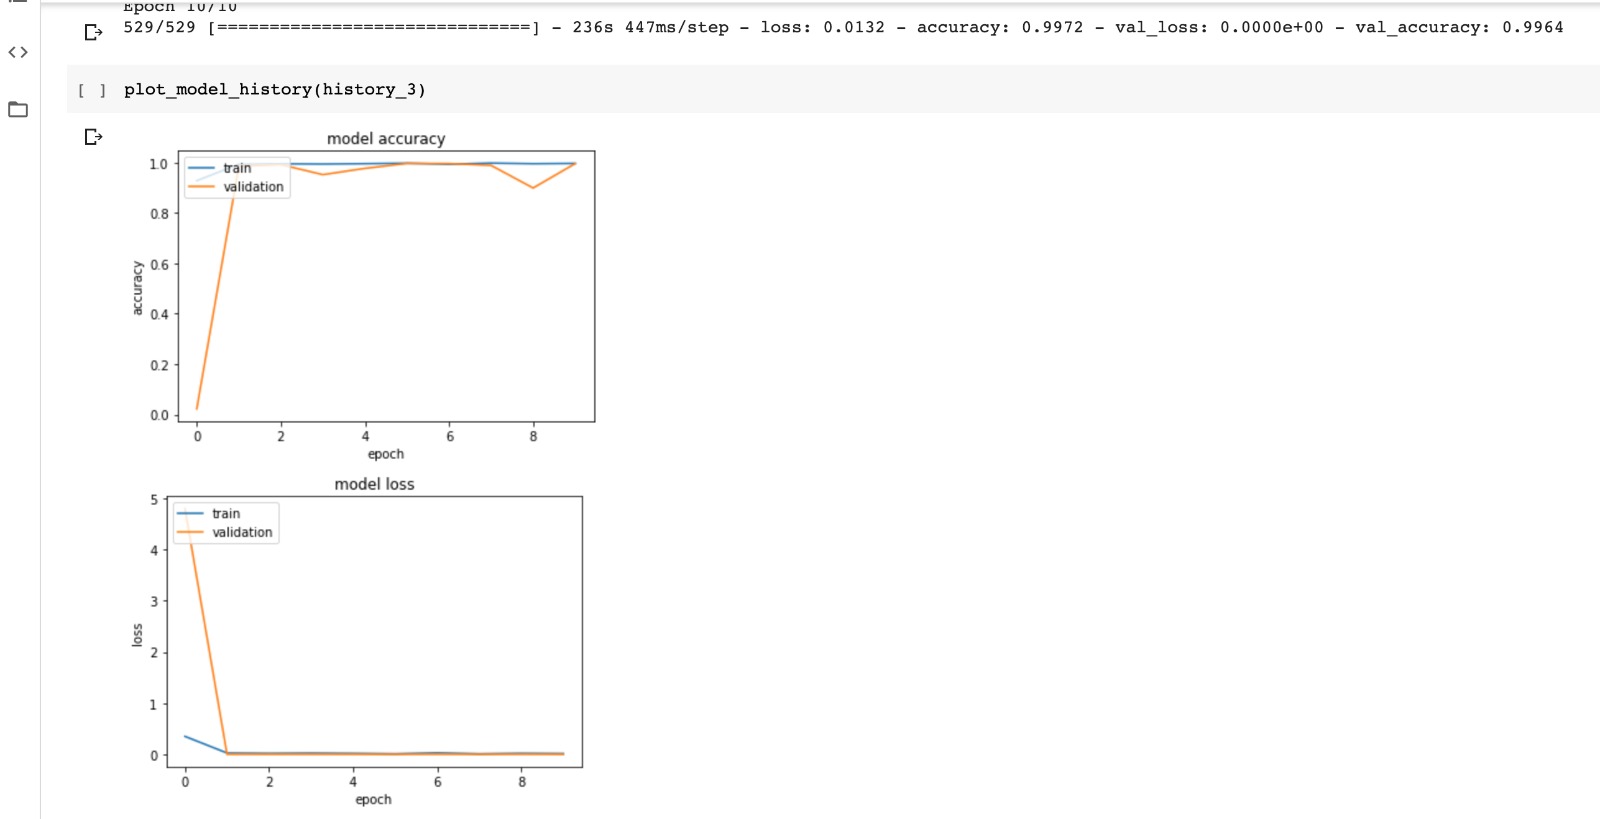 Epoch 10/10
529/529 [==============================] - 236s 447ms/step - loss: 0.0132 - accuracy: 0.9972 - val_loss: 0.0000e+00 - val_accuracy: 0.9964
[ ] plot_model_history(history_3)
model accuracy
train
validation
1.0
0.8
0.6
0.4
0.2
0.0
accuracy
0 2 4 6 8
epoch
model loss
train
validation
5
4
3
2
1
0
loss
0 2 4 6 8
epoch